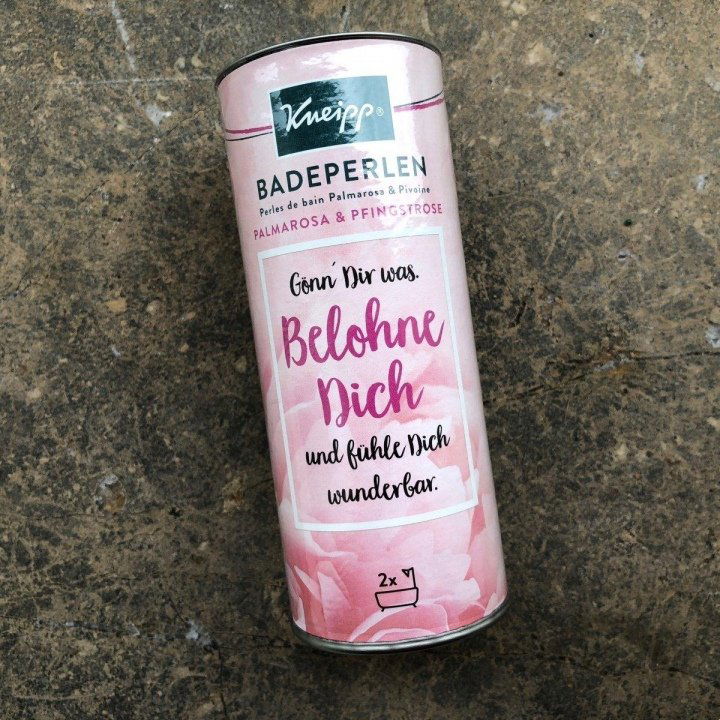 Kneipp®
BADEPERLEN
Perles de bain Palmarosa & Pivoine
PALMAROSA & PFINGSTROSE
Gönn´ Dir was.
Belohne
Dich
und fühle Dich
wunderbar.
2x